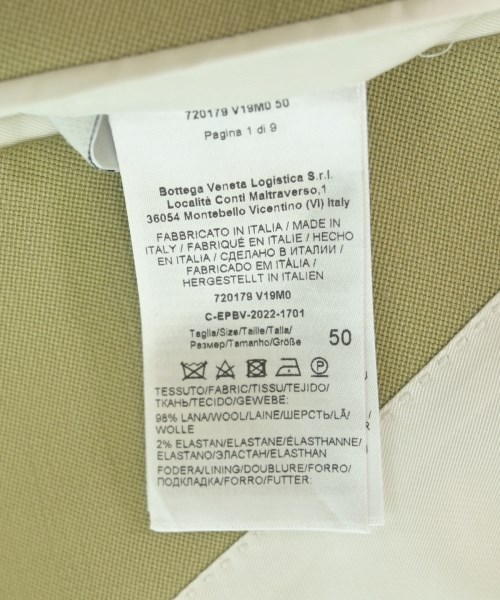 720179 V19M0 50
Pagina 1 di 9
Bottega Veneta Logistica S.r.l.
Località Conti Maltraverso,1
36054 Montebello Vicentino (VI) Italy
FABBRICATO IN ITALIA / MADE IN
ITALY / FABRIQUÉ EN ITALIE / HECHO
EN ITALIA / СДЕЛАНО В ИТАЛИИ /
FABRICADO EM ITÁLIA /
HERGESTELLT IN ITALIEN
720179 V19M0
C-EPBV-2022-1701
Taglia/Size/Taille/Talla/
Размер/Tamanho/Größe 50
TESSUTO/FABRIC/TISSU/TEJIDO/
ТКАНЬ/TECIDO/GEWEBE:
98% LANA/WOOL/LAINE/ШЕРСТЬ/LÃ/
WOLLE
2% ELASTAN/ELASTANE/ÉLASTHANNE/
ELASTANO/ЭЛАСТАН/ELASTHAN
FODERA/LINING/DOUBLURE/FORRO/
ПОДКЛАДКА/FORRO/FUTTER: